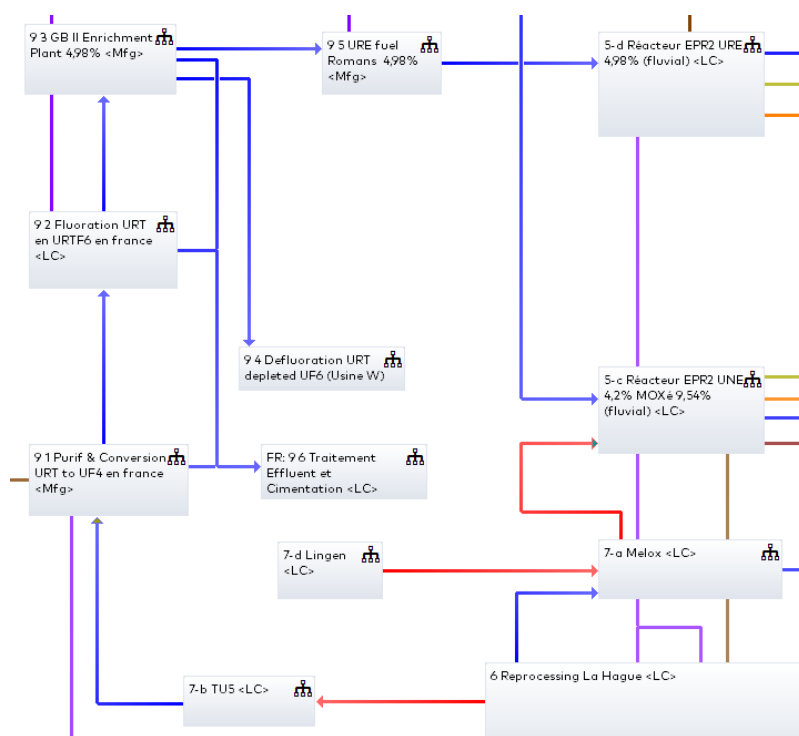 9 3 GB II Enrichment
Plant 4,98% <Mfg>
9 5 URE fuel
Romans 4,98%
<Mfg>
5-d Réacteur EPR2 URE
4,98% (fluvial) <LC>
9 2 Fluoration URT
en URTF6 en france
<LC>
9 4 Defluoration URT
depleted UF6 (Usine W)
5-c Réacteur EPR2 UNE
4,2% MOXé 9,54%
(fluvial) <LC>
9 1 Purif & Conversion
URT to UF4 en france
<Mfg>
FR: 9 6 Traitement
Effluent et
Cimentation <LC>
7-d Lingen
<LC>
7-a Melox <LC>
7-b TU5 <LC>
6 Reprocessing La Hague <LC>